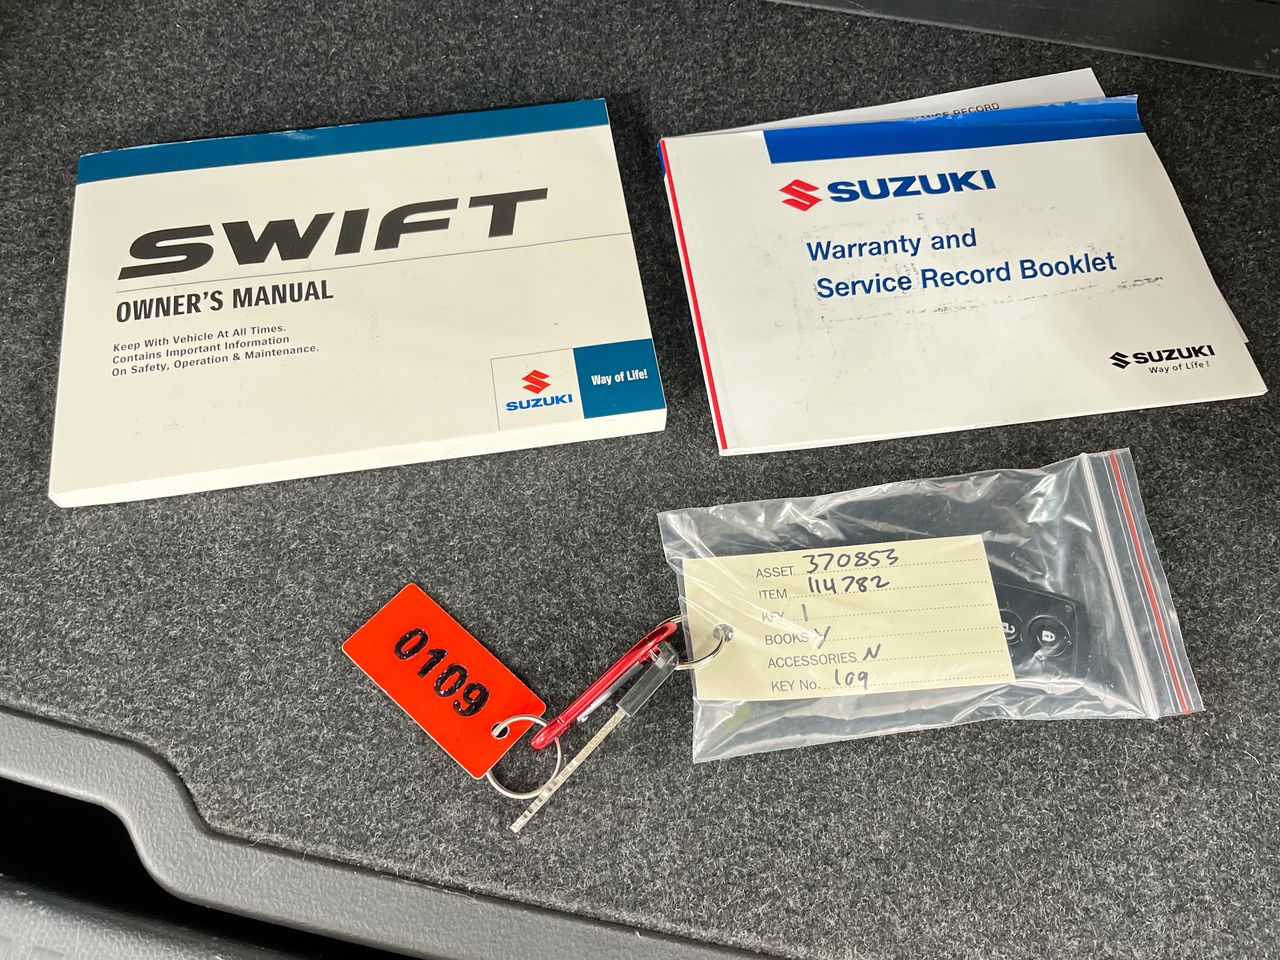 SWIFT
OWNER'S MANUAL
Keep With Vehicle At All Times.
Contains Important Information
On Safety, Operation & Maintenance.
SUZUKI
Way of Life!
RECORD
SUZUKI
Warranty and
Service Record Booklet
SUZUKI
Way of Life!
ASSET 370853
ITEM 114782
KEY 1
BOOKS Y
ACCESSORIES N
KEY No. 109
0109